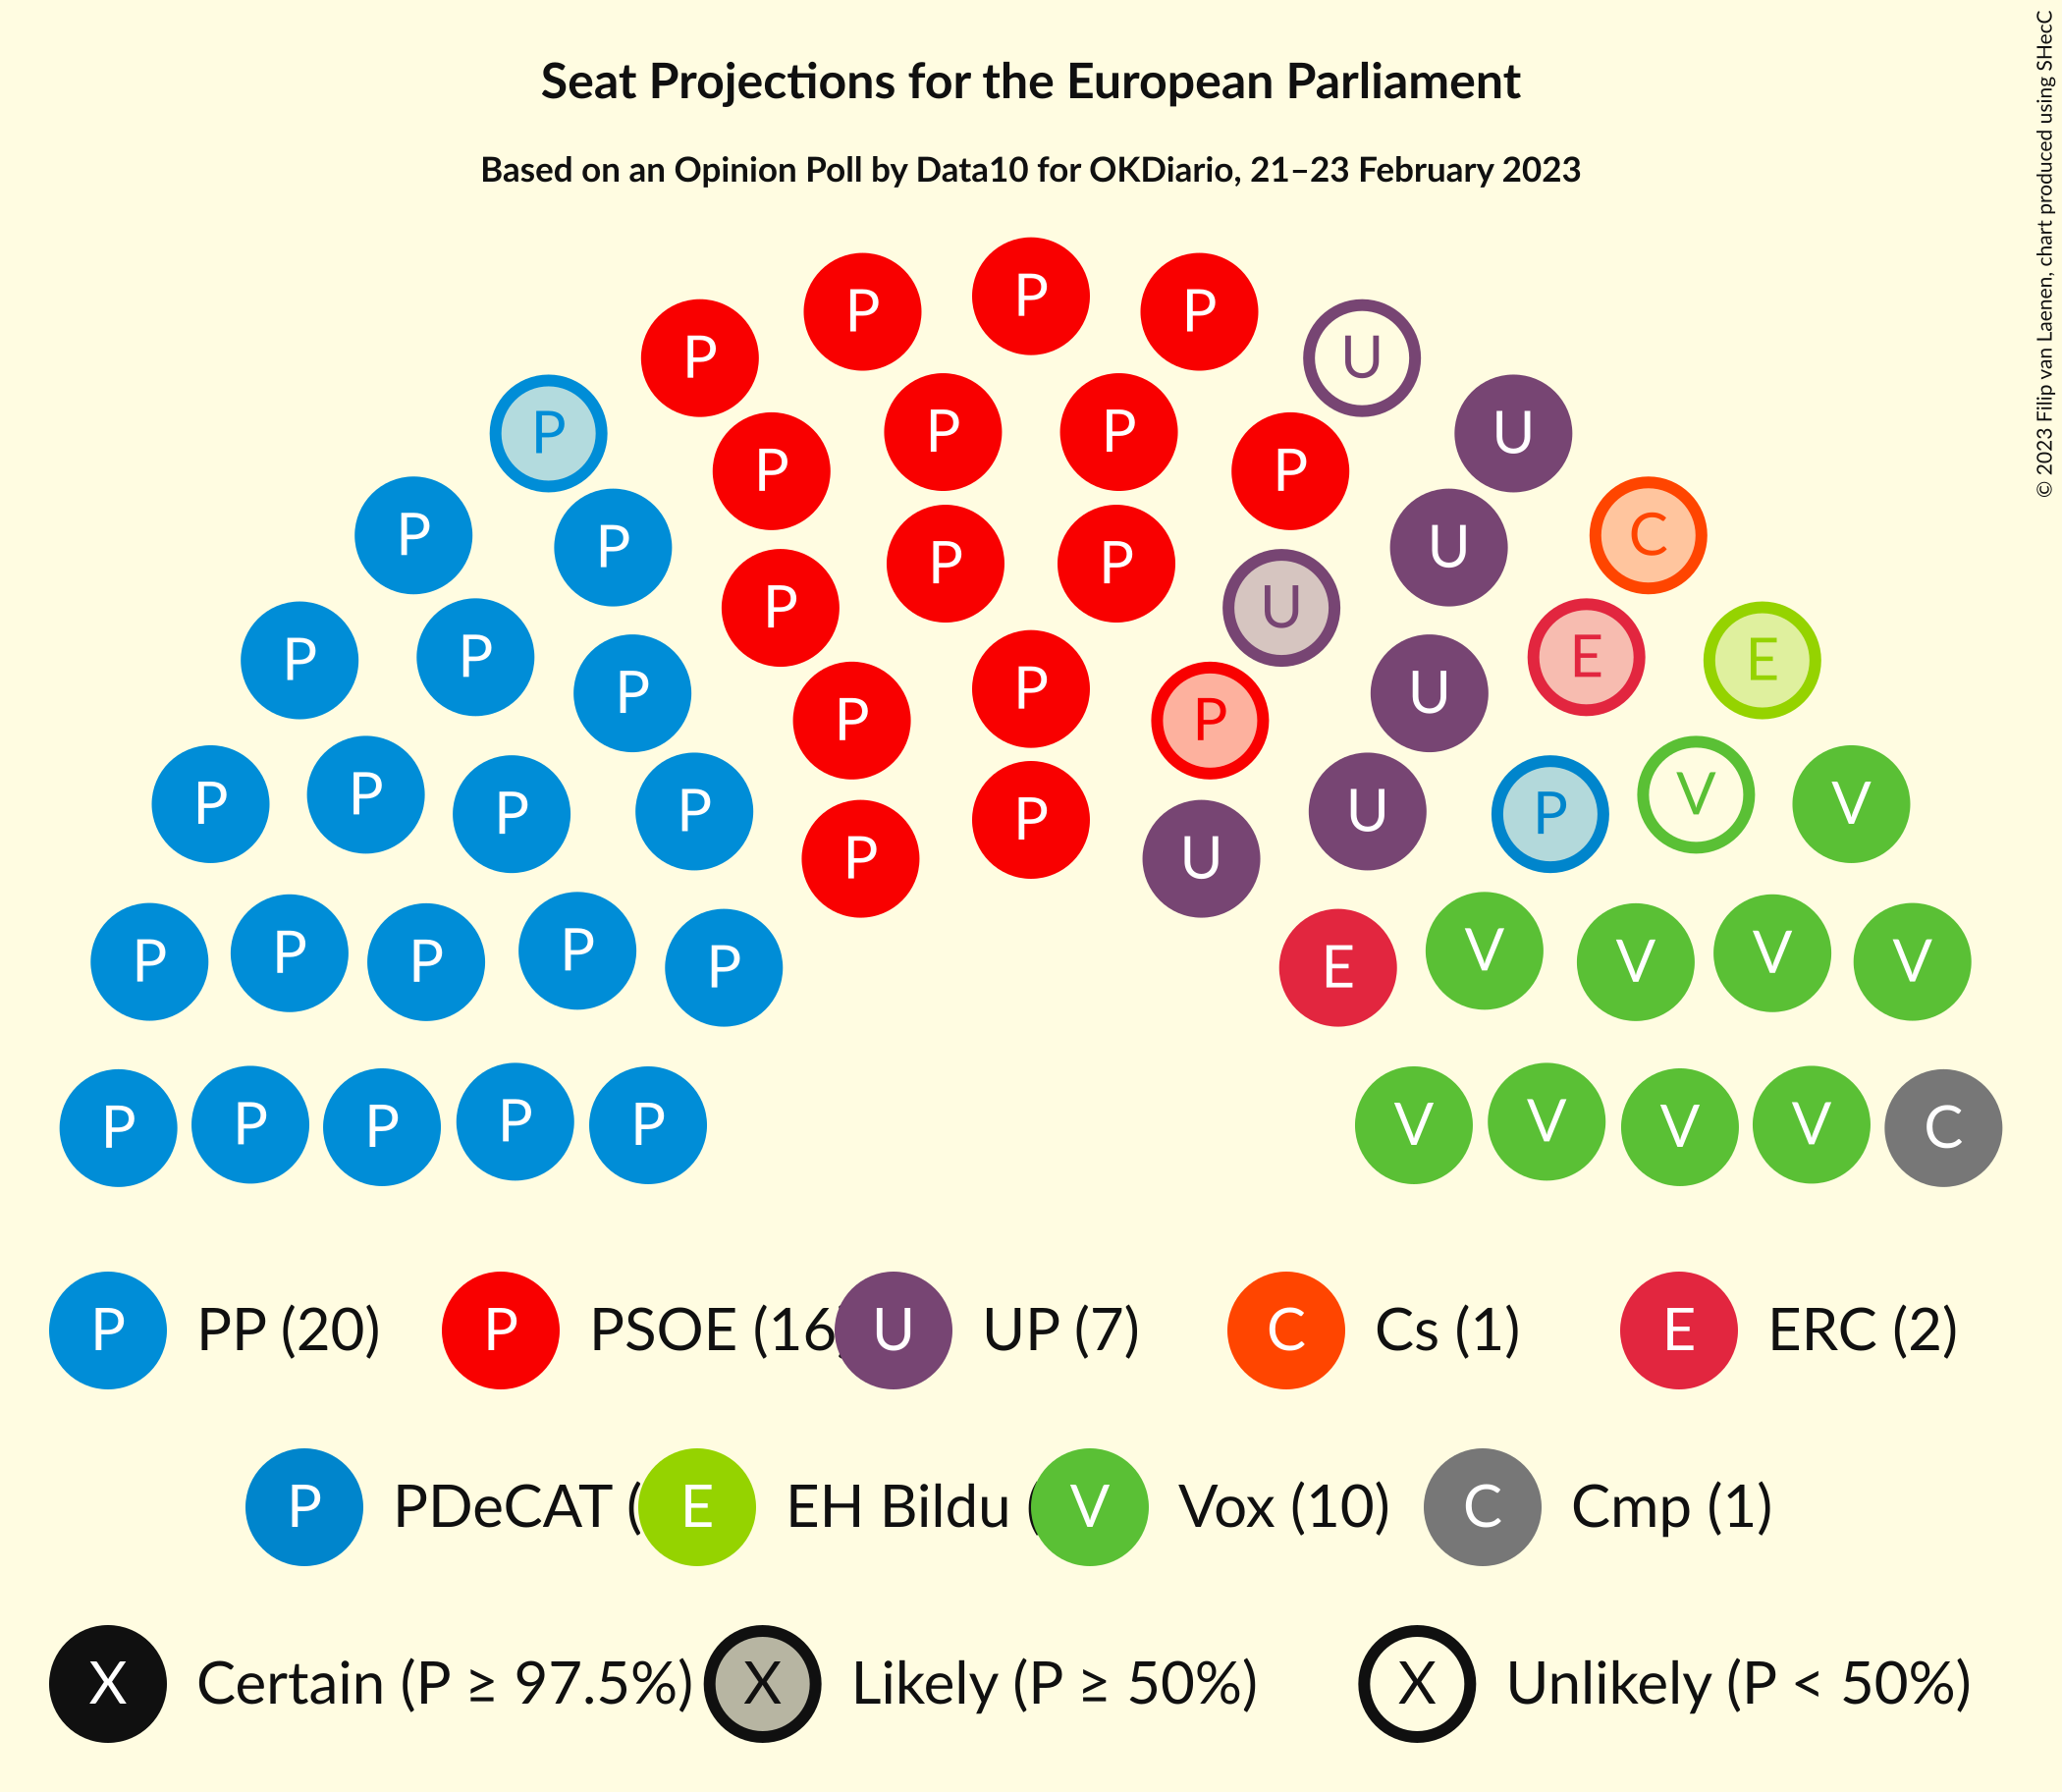 Seat Projections for the European Parliament
Based on an Opinion Poll by Data10 for OKDiario, 21–23 February 2023
© 2023 Filip van Laenen, chart produced using SHecC
P P P P U
P P P P P U
P P P P U C
P P U E E
P P P P U
P P P P P U P V V
P P U
P P P P P E V V V V
P P P P P V V V V C
P PP (20) P PSOE (16 U UP (7) C Cs (1) E ERC (2)
P PDeCAT ( E EH Bildu ( V Vox (10) C Cmp (1)
X Certain (P ≥ 97.5%) X Likely (P ≥ 50%) X Unlikely (P < 50%)